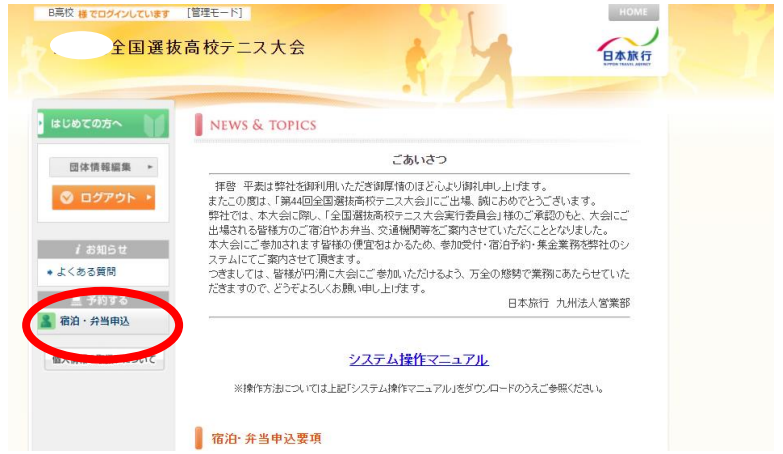 B高校 様 でログインしています [管理モード]
HOME
全国選抜高校テニス大会
日本旅行
NIPPON TRAVEL AGENCY
はじめての方へ
団体情報編集
ログアウト
i お知らせ
よくある質問
予約する
宿泊・弁当申込
NEWS & TOPICS
ごあいさつ
拝啓 平素は弊社を御利用いただき御厚情のほど心より御礼申し上げます。
またこの度は、「第44回全国選抜高校テニス大会」にご出場、誠におめでとうございます。
弊社では、本大会に際し、「全国選抜高校テニス大会実行委員会」様のご承認のもと、大会にご
出場される皆様方のご宿泊やお弁当、交通機関等をご案内させていただくこととなりました。
本大会にご参加されます皆様の便宜をはかるため、参加受付・宿泊予約・集金業務を弊社のシ
ステムにてご案内させて頂きます。
つきましては、皆様が円滑に大会にご参加いただけるよう、万全の態勢で業務にあたらせていた
だきますので、どうぞよろしくお願い申し上げます。
日本旅行 九州法人営業部
システム操作マニュアル
※操作方法については上記「システム操作マニュアル」をダウンロードのうえご参照ください。
宿泊・弁当申込要項